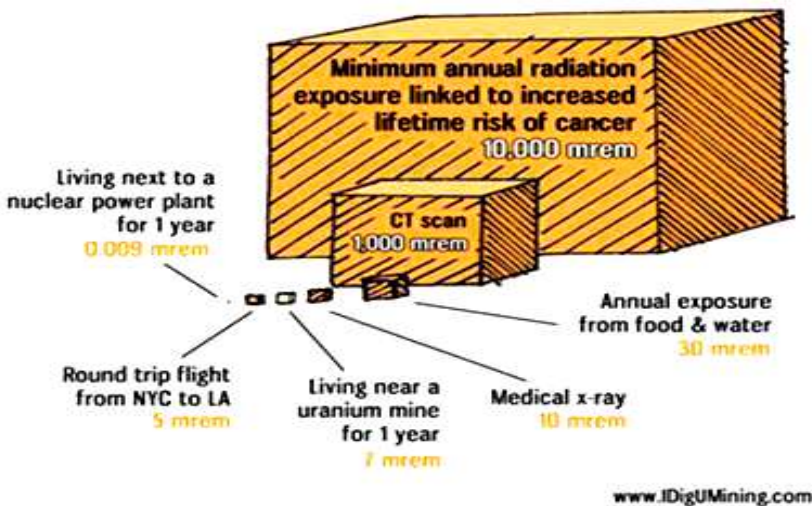 Minimum annual radiation
exposure linked to increased
lifetime risk of cancer
10,000 mrem
CT scan
1,000 mrem
Living next to a
nuclear power plant
for 1 year
0.009 mrem
Annual exposure
from food & water
30 mrem
Round trip flight
from NYC to LA
5 mrem
Living near a
uranium mine
for 1 year
7 mrem
Medical x-ray
10 mrem
www.IDigUMining.com